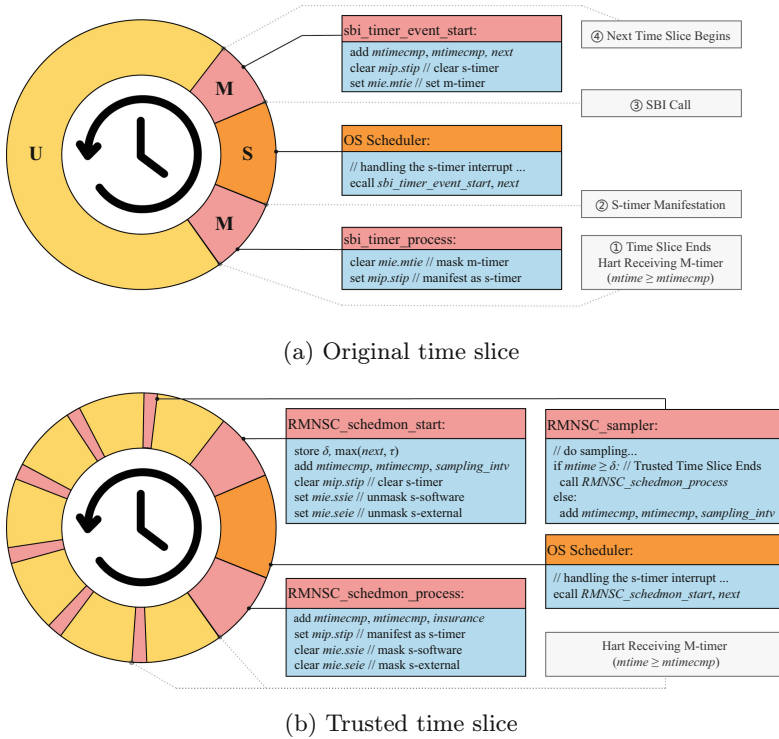 U
M
S
M
sbi_timer_event_start:
add mtimecmp, mtimecmp, next
clear mip.stip // clear s-timer
set mie.mtie // set m-timer
④ Next Time Slice Begins
③ SBI Call
OS Scheduler:
// handling the s-timer interrupt ...
ecall sbi_timer_event_start, next
② S-timer Manifestation
sbi_timer_process:
clear mie.mtie // mask m-timer
set mip.stip // manifest as s-timer
① Time Slice Ends
Hart Receiving M-timer
(mtime ≥ mtimecmp)
(a) Original time slice
RMNSC_schedmon_start:
store δ, max(next, τ)
add mtimecmp, mtimecmp, sampling_intv
clear mip.stip // clear s-timer
set mie.ssie // unmask s-software
set mie.seie // unmask s-external
RMNSC_sampler:
// do sampling...
if mtime ≥ δ: // Trusted Time Slice Ends
call RMNSC_schedmon_process
else:
add mtimecmp, mtimecmp, sampling_intv
OS Scheduler:
// handling the s-timer interrupt ...
ecall RMNSC_schedmon_start, next
RMNSC_schedmon_process:
add mtimecmp, mtimecmp, insurance
set mip.stip // manifest as s-timer
clear mie.ssie // mask s-software
clear mie.seie // mask s-external
Hart Receiving M-timer
(mtime ≥ mtimecmp)
(b) Trusted time slice